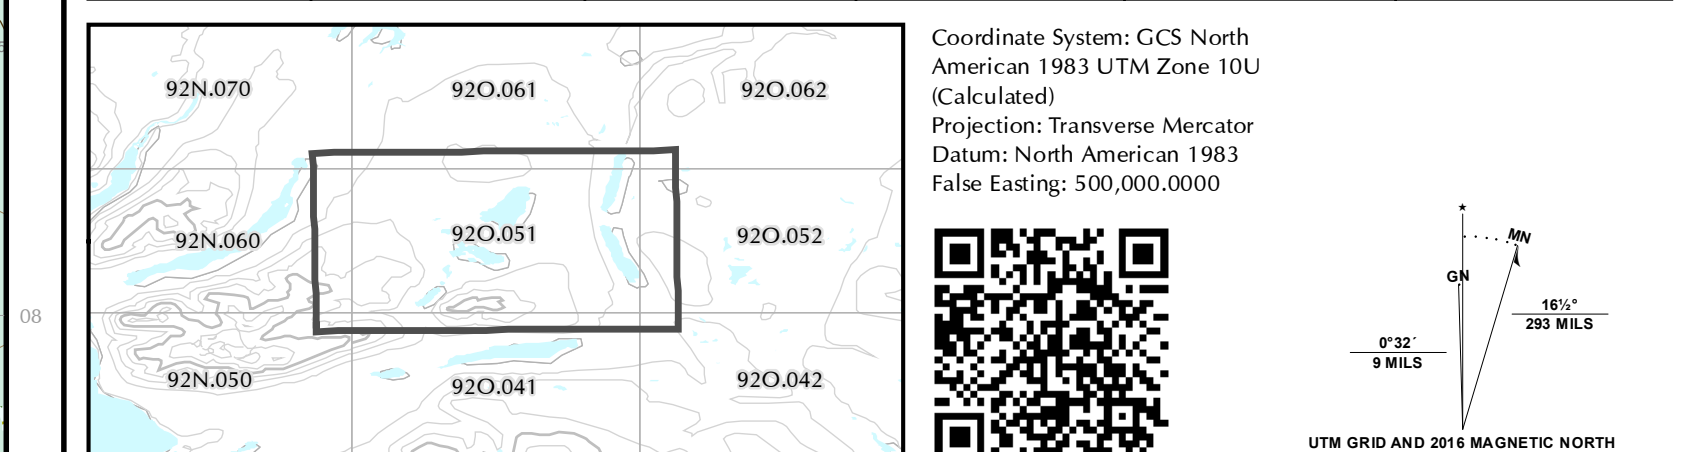 92N.070
92O.061
92O.062
92N.060
92O.051
92O.052
08
92N.050
92O.041
92O.042
Coordinate System: GCS North
American 1983 UTM Zone 10U
(Calculated)
Projection: Transverse Mercator
Datum: North American 1983
False Easting: 500,000.0000
MN
GN
16½°
293 MILS
0°32´
9 MILS
UTM GRID AND 2016 MAGNETIC NORTH